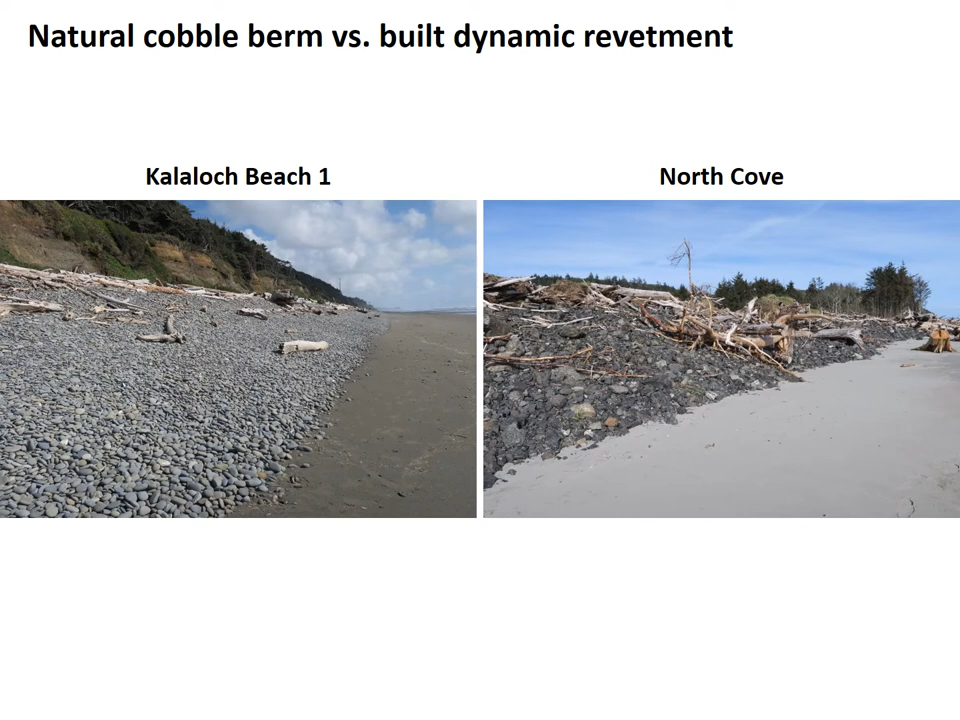 Natural cobble berm vs. built dynamic revetment
Kalaloch Beach 1
North Cove